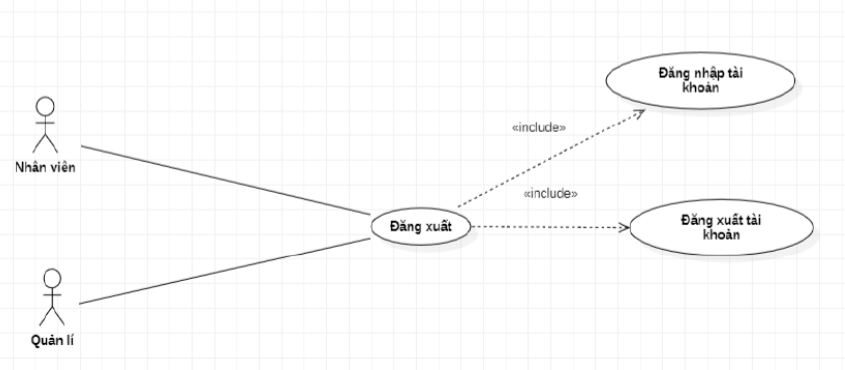 Đăng nhập tài
khoản
«include»
Nhân viên
«include»
Đăng xuất
Đăng xuất tài
khoản
Quản lí